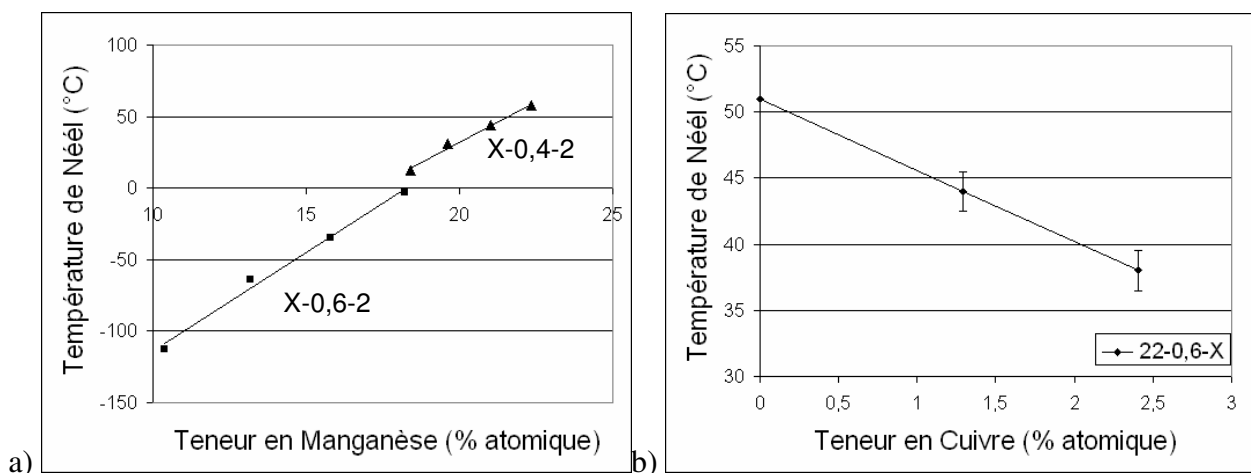 a)
Température de Néél (°C)
100
50
0
-50
-100
-150
10
15
20
25
X-0,4-2
X-0,6-2
Teneur en Manganèse (% atomique)
b)
Température de Néél (°C)
55
50
45
40
35
30
0
0,5
1
1,5
2
2,5
3
22-0,6-X
Teneur en Cuivre (% atomique)